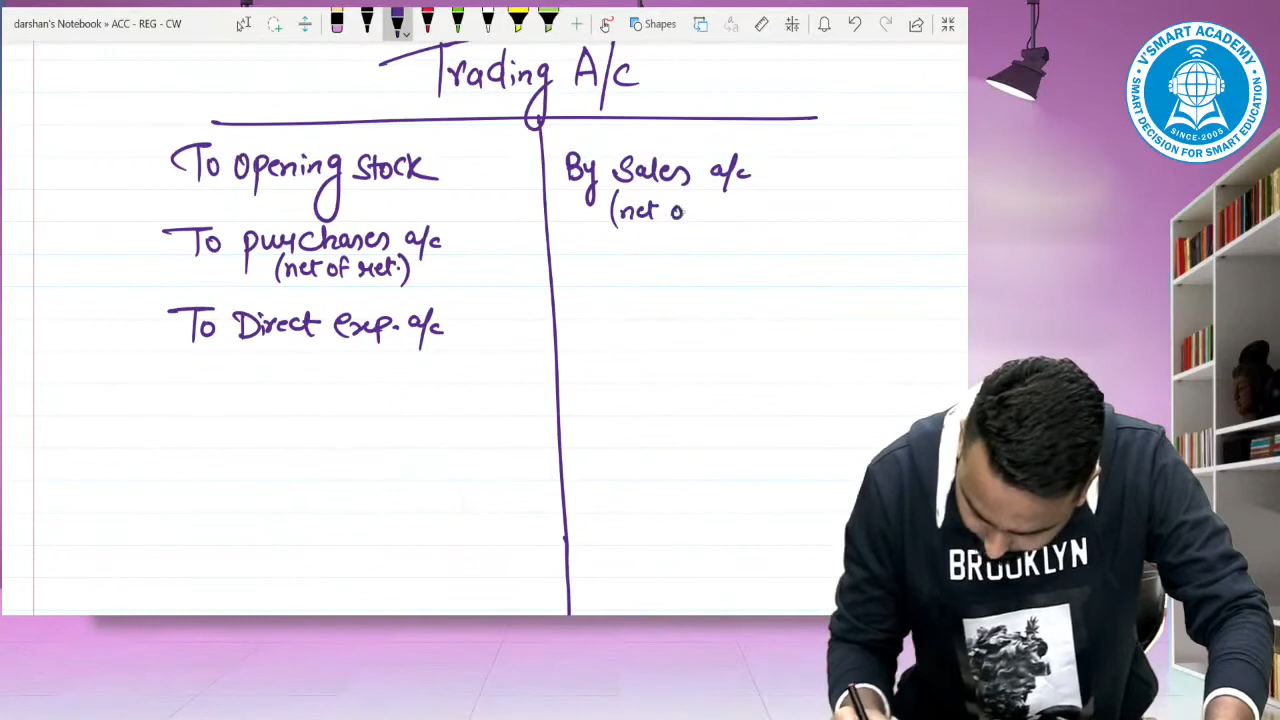 darshan's Notebook » ACC - REG - CW
Shapes
Trading A/c
To Opening Stock
To purchases a/c
(net of ret.)
To Direct exp. a/c
By Sales a/c
(net o
V'SMART ACADEMY
SINCE-2005
SMART DECISION FOR SMART EDUCATION
BROOKLYN